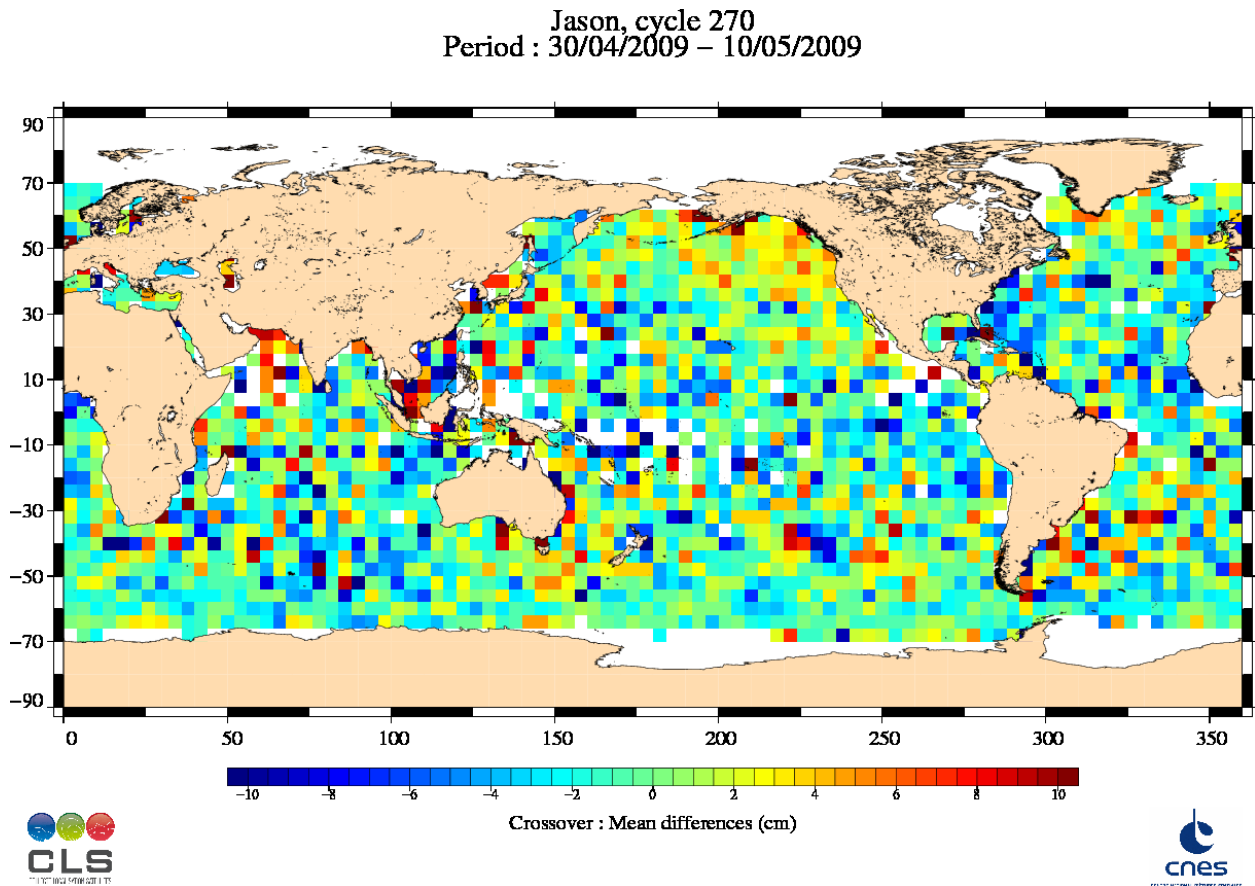 Jason, cycle 270
Period : 30/04/2009 – 10/05/2009
90
70
50
30
10
−10
−30
−50
−70
−90
0 50 100 150 200 250 300 350
−10 −8 −6 −4 −2 0 2 4 6 8 10
Crossover : Mean differences (cm)
CLS
cnes